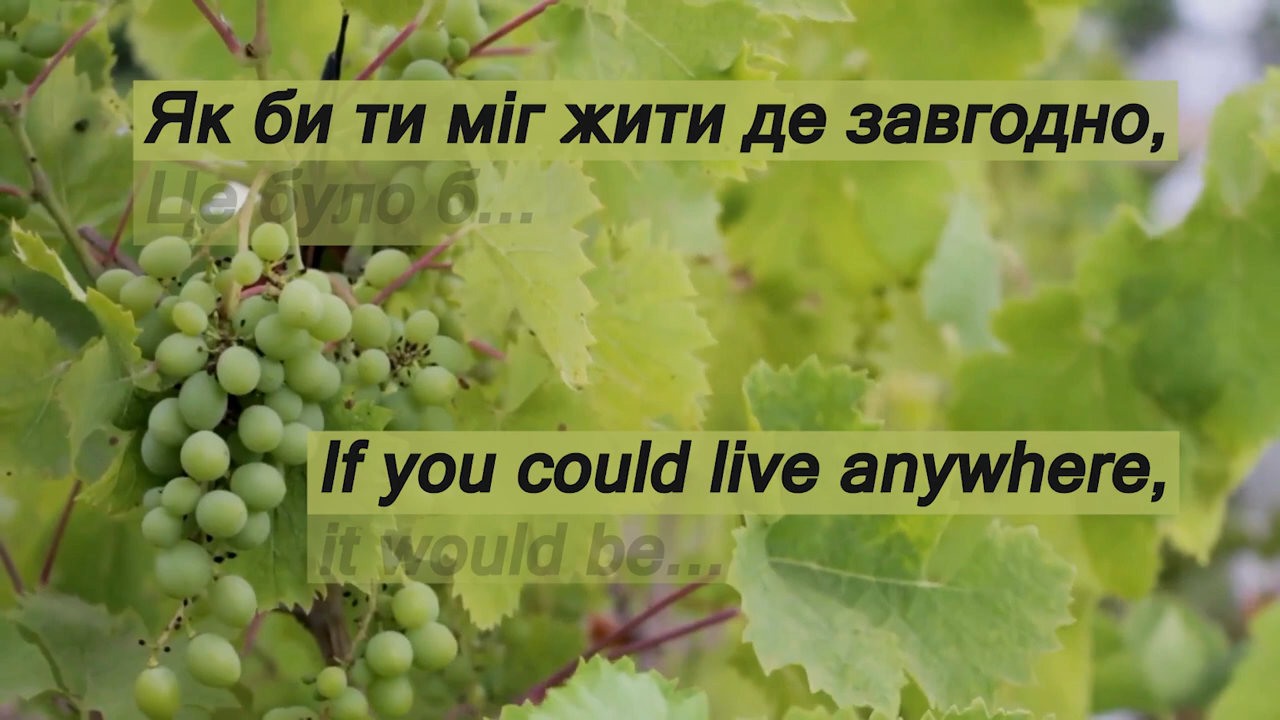 Як би ти міг жити де завгодно,
Це було б...
If you could live anywhere,
it would be...